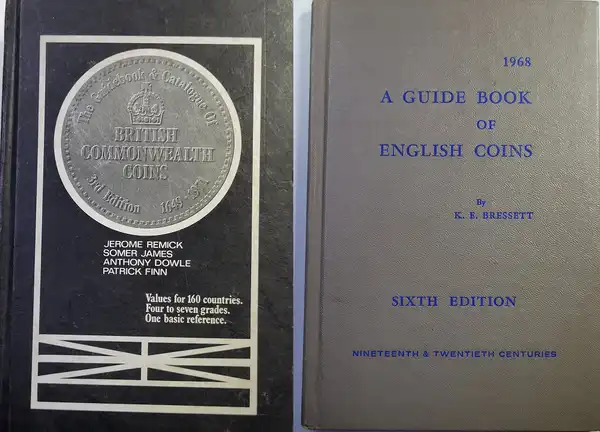 The Guidebook & Catalogue Of
BRITISH
COMMONWEALTH
COINS
3rd Edition 1649-1971
JEROME REMICK
SOMER JAMES
ANTHONY DOWLE
PATRICK FINN
Values for 160 countries.
Four to seven grades.
One basic reference.
1968
A GUIDE BOOK
OF
ENGLISH COINS
By
K. E. BRESSETT
SIXTH EDITION
NINETEENTH & TWENTIETH CENTURIES